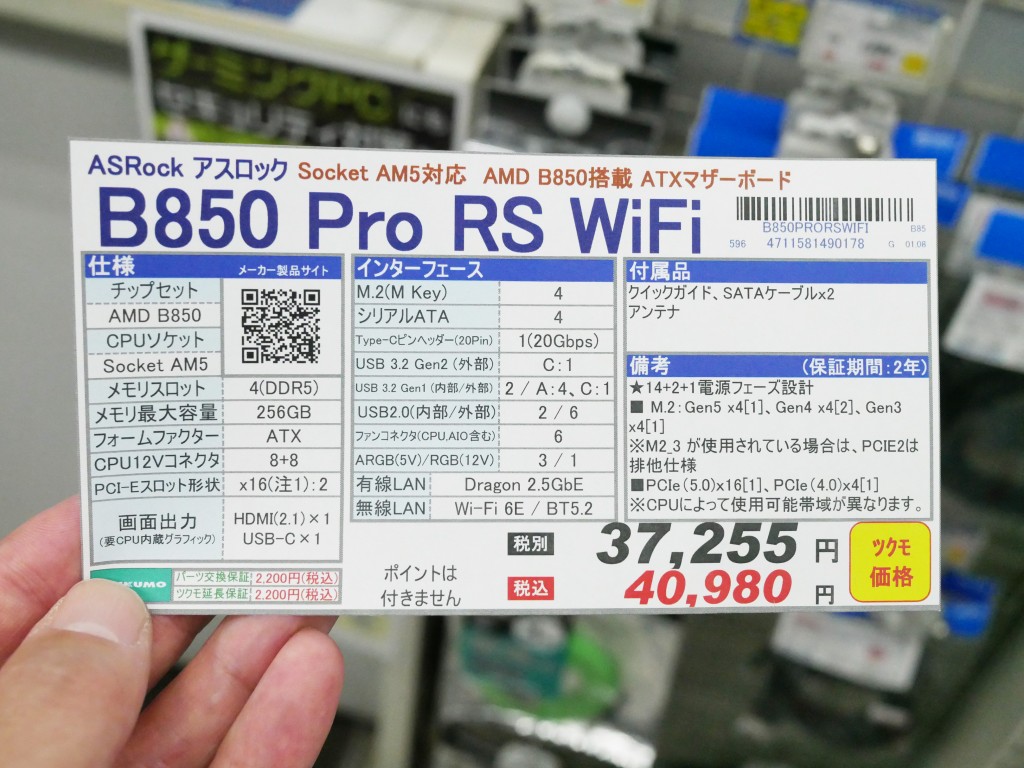 ゲーミングPC
ASRock アスロック Socket AM5対応 AMD B850搭載 ATXマザーボード
B850 Pro RS WiFi
B850PRORSWIFI B85
596 4711581490178 G 01.08
仕様 メーカー製品サイト
チップセット
AMD B850
CPUソケット
Socket AM5
メモリスロット 4(DDR5)
メモリ最大容量 256GB
フォームファクター ATX
CPU12Vコネクタ 8+8
PCI-Eスロット形状 x16(注1):2
画面出力 HDMI(2.1)×1
(要CPU内蔵グラフィック) USB-C×1
インターフェース
M.2(M Key) 4
シリアルATA 4
Type-Cピンヘッダー(20Pin) 1(20Gbps)
USB 3.2 Gen2 (外部) C:1
USB 3.2 Gen1 (内部/外部) 2 / A:4、C:1
USB2.0(内部/外部) 2 / 6
ファンコネクタ(CPU,AIO含む) 6
ARGB(5V)/RGB(12V) 3 / 1
有線LAN Dragon 2.5GbE
無線LAN Wi-Fi 6E / BT5.2
付属品
クイックガイド、SATAケーブルx2
アンテナ
備考 (保証期間:2年)
★14+2+1電源フェーズ設計
■ M.2:Gen5 x4[1]、Gen4 x4[2]、Gen3
x4[1]
※M2_3 が使用されている場合は、PCIE2は
排他仕様
■PCIe(5.0)x16[1]、PCIe(4.0)x4[1]
※CPUによって使用可能帯域が異なります。
パーツ交換保証 2,200円(税込)
ツクモ延長保証 2,200円(税込)
ポイントは
付きません
税別 37,255 円
税込 40,980 円
ツクモ
価格